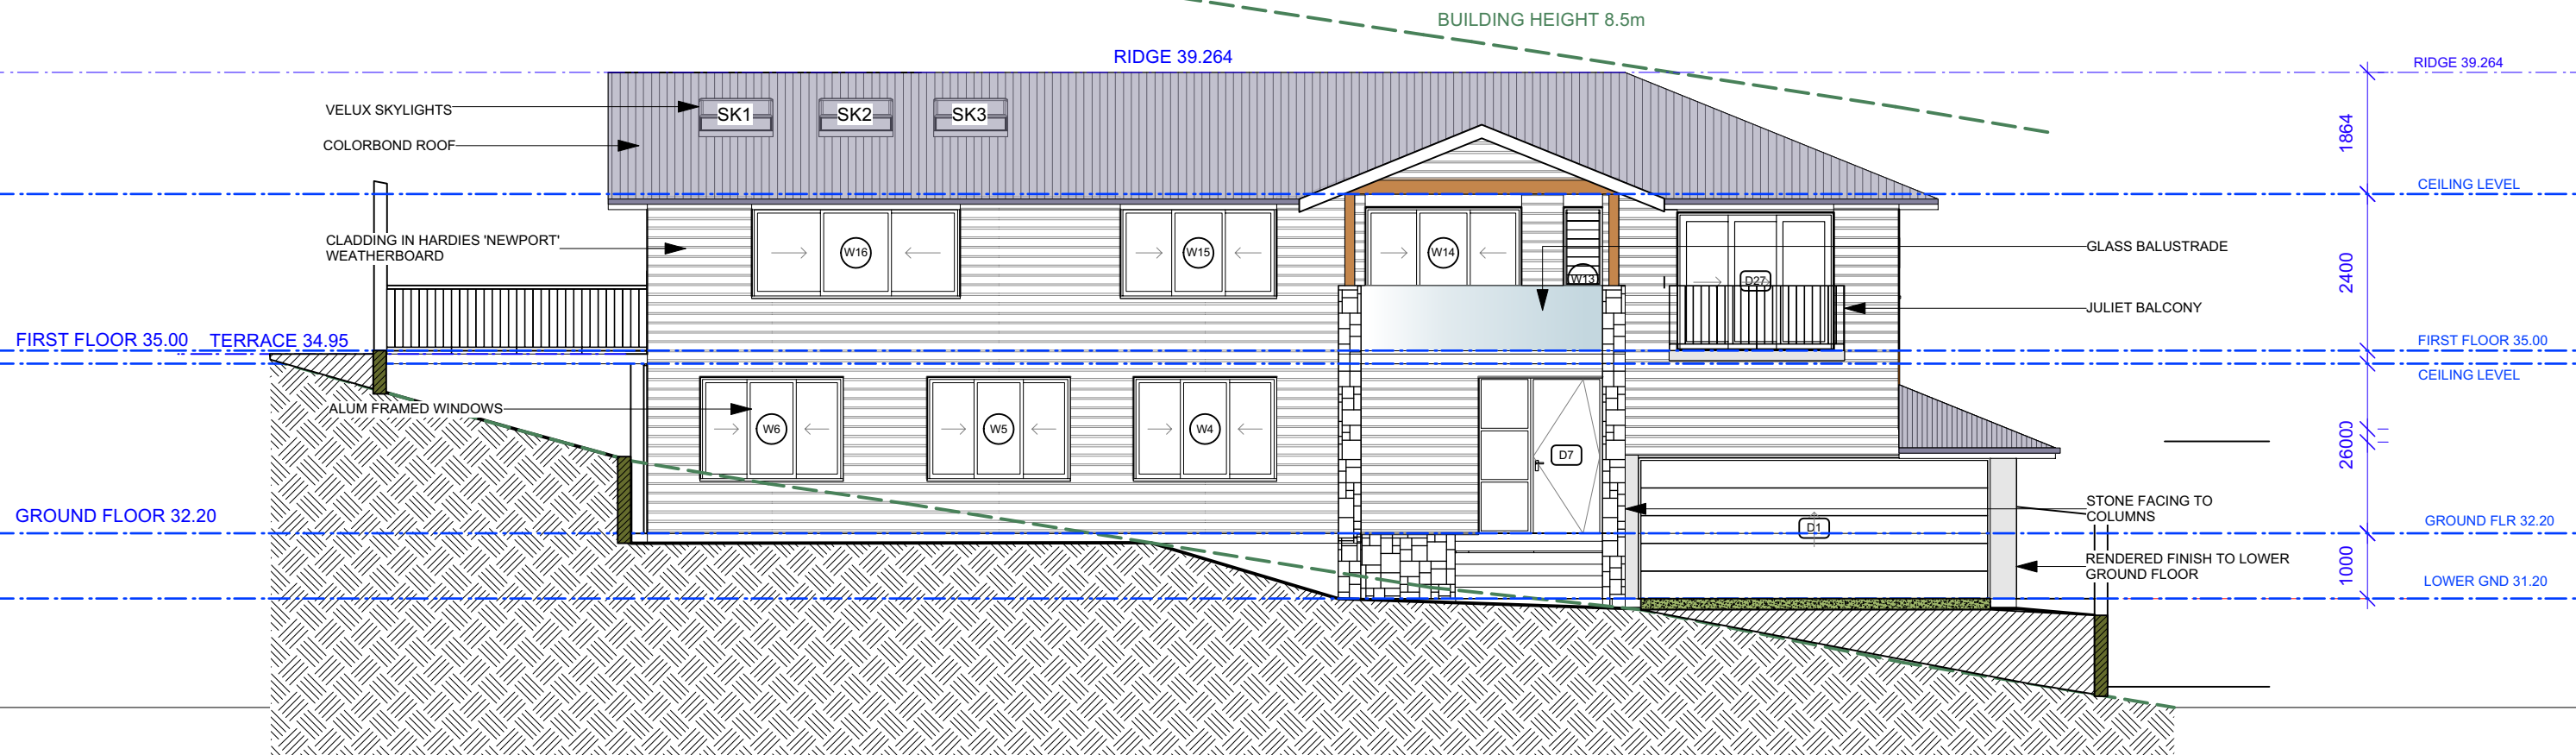 BUILDING HEIGHT 8.5m
RIDGE 39.264
RIDGE 39.264
VELUX SKYLIGHTS
SK1
SK2
SK3
COLORBOND ROOF
1864
CEILING LEVEL
CLADDING IN HARDIES 'NEWPORT'
WEATHERBOARD
W16
W15
W14
W13
D27
GLASS BALUSTRADE
2400
JULIET BALCONY
FIRST FLOOR 35.00
TERRACE 34.95
FIRST FLOOR 35.00
CEILING LEVEL
ALUM FRAMED WINDOWS
W6
W5
W4
D7
2600
STONE FACING TO
COLUMNS
GROUND FLOOR 32.20
D1
GROUND FLR 32.20
RENDERED FINISH TO LOWER
GROUND FLOOR
1000
LOWER GND 31.20